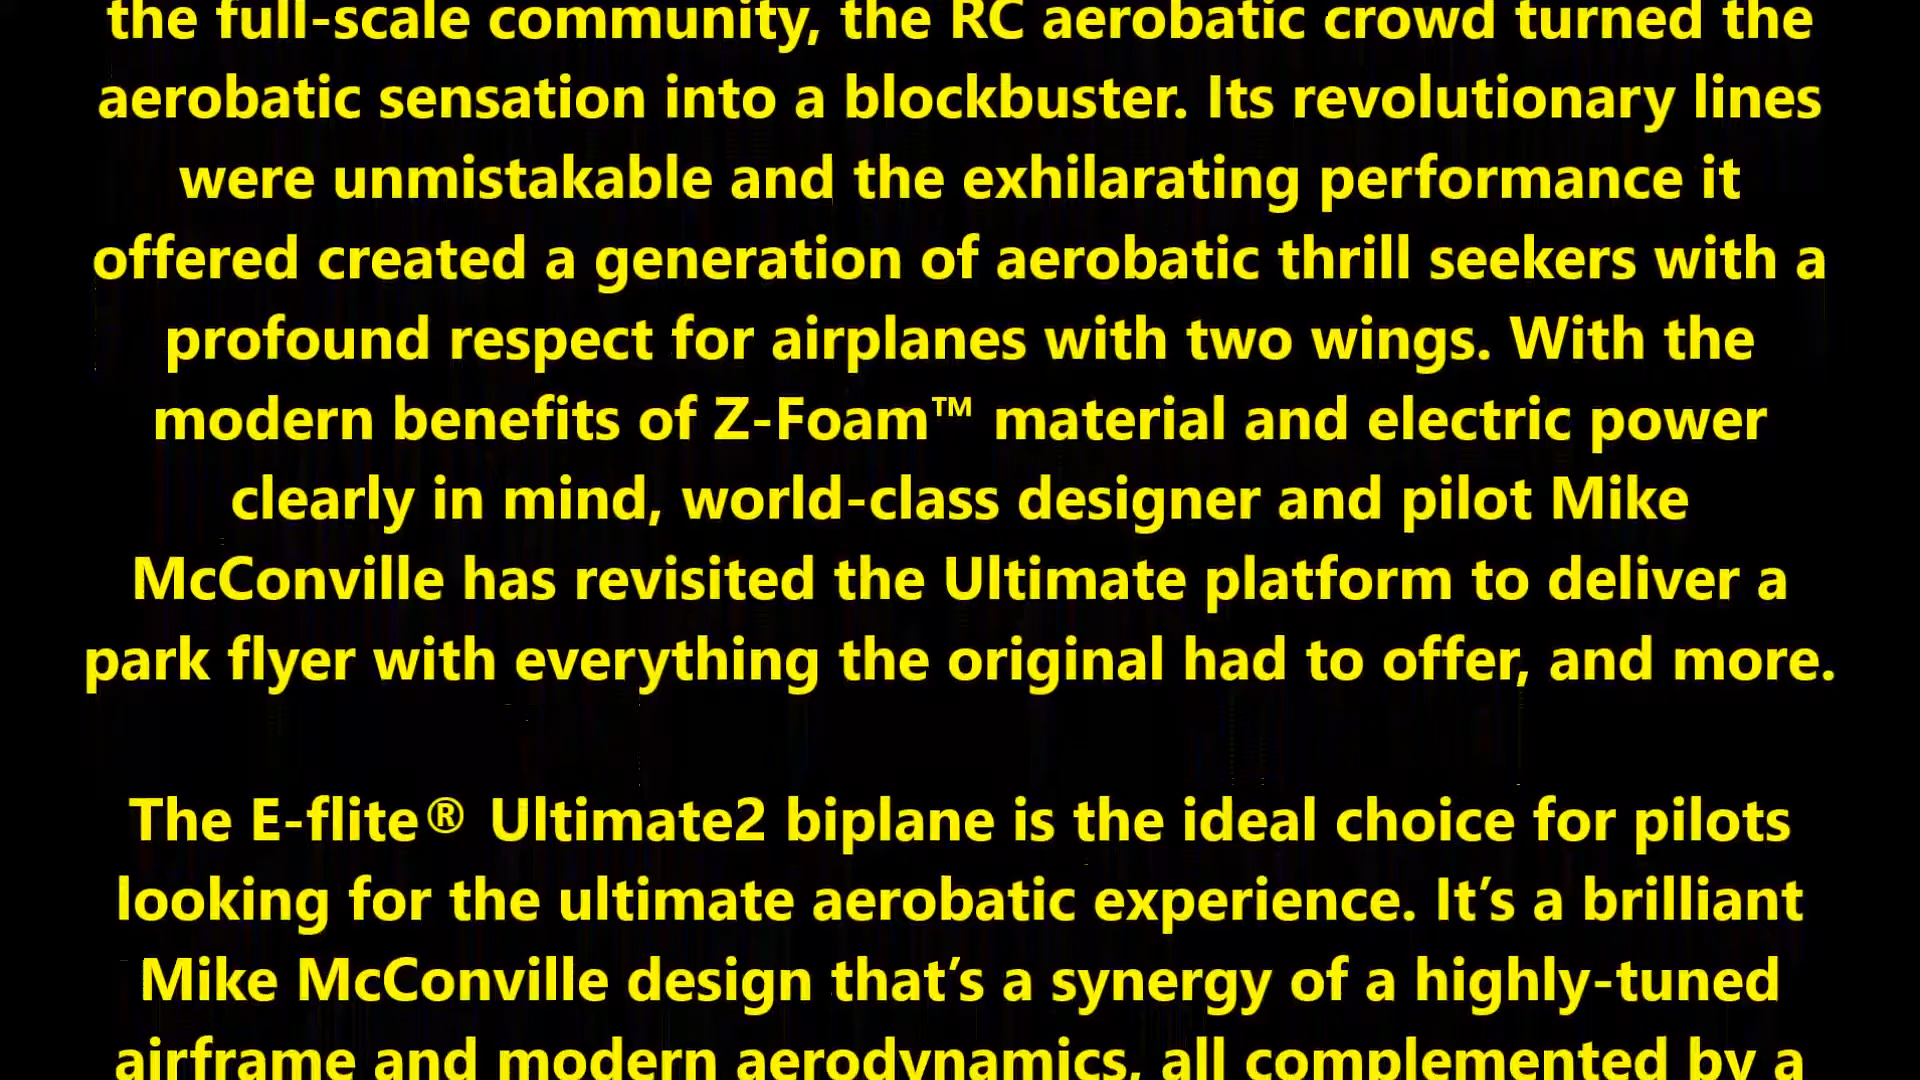 the full-scale community, the RC aerobatic crowd turned the
aerobatic sensation into a blockbuster. Its revolutionary lines
were unmistakable and the exhilarating performance it
offered created a generation of aerobatic thrill seekers with a
profound respect for airplanes with two wings. With the
modern benefits of Z-Foam™ material and electric power
clearly in mind, world-class designer and pilot Mike
McConville has revisited the Ultimate platform to deliver a
park flyer with everything the original had to offer, and more.
The E-flite® Ultimate2 biplane is the ideal choice for pilots
looking for the ultimate aerobatic experience. It’s a brilliant
Mike McConville design that’s a synergy of a highly-tuned
airframe and modern aerodynamics, all complemented by a